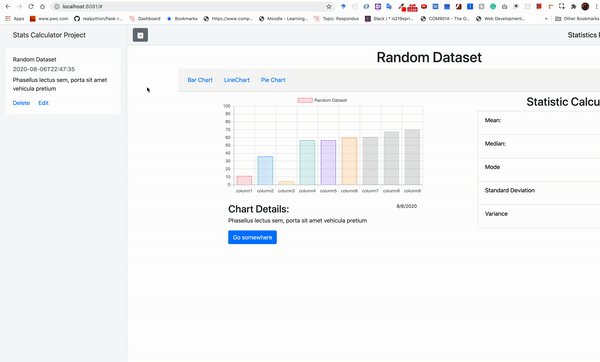 localhost:8081/#
Apps
www.pwc.com
realpython/flask-r...
Dashboard
Bookmarks
https://www.comp...
Moodle - Learning...
Topic: Respondus
Slack | * is219spri...
COM901A - The O...
Web Development...
Other Bookmarks
Stats Calculator Project
Statistics
Random Dataset
2020-08-06T22:47:35
Phasellus lectus sem, porta sit amet
vehicula pretium
Delete Edit
Random Dataset
Bar Chart LineChart Pie Chart
Random Dataset
100
90
80
70
60
50
40
30
20
10
0
column1 column2 column3 column4 column5 column6 column7 column8 column9
Chart Details:
8/6/2020
Phasellus lectus sem, porta sit amet vehicula pretium
Go somewhere
Statistic Calcu
Mean:
Median:
Mode
Standard Deviation
Variance